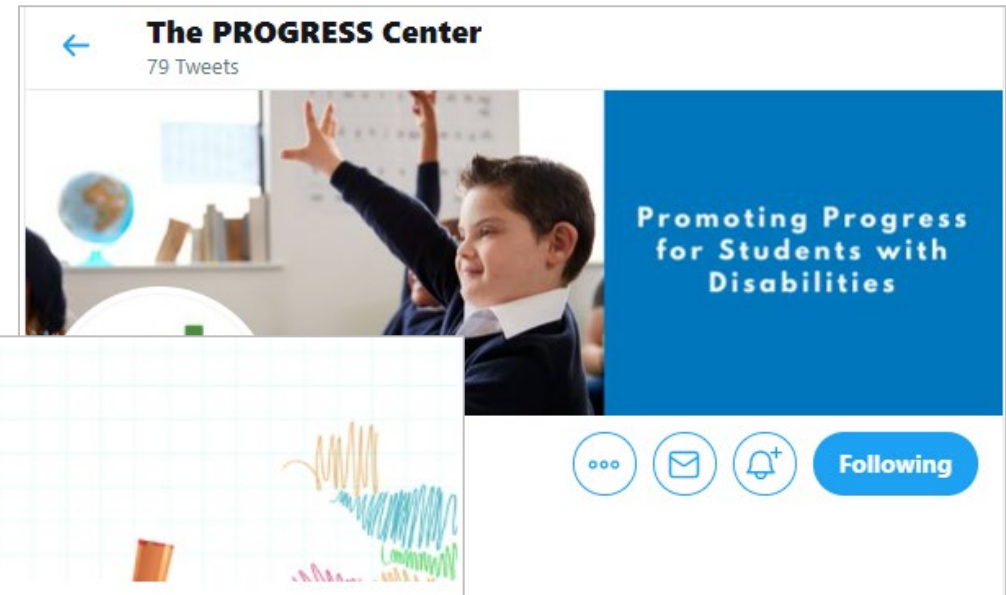 The PROGRESS Center
79 Tweets
Promoting Progress
for Students with
Disabilities
Following